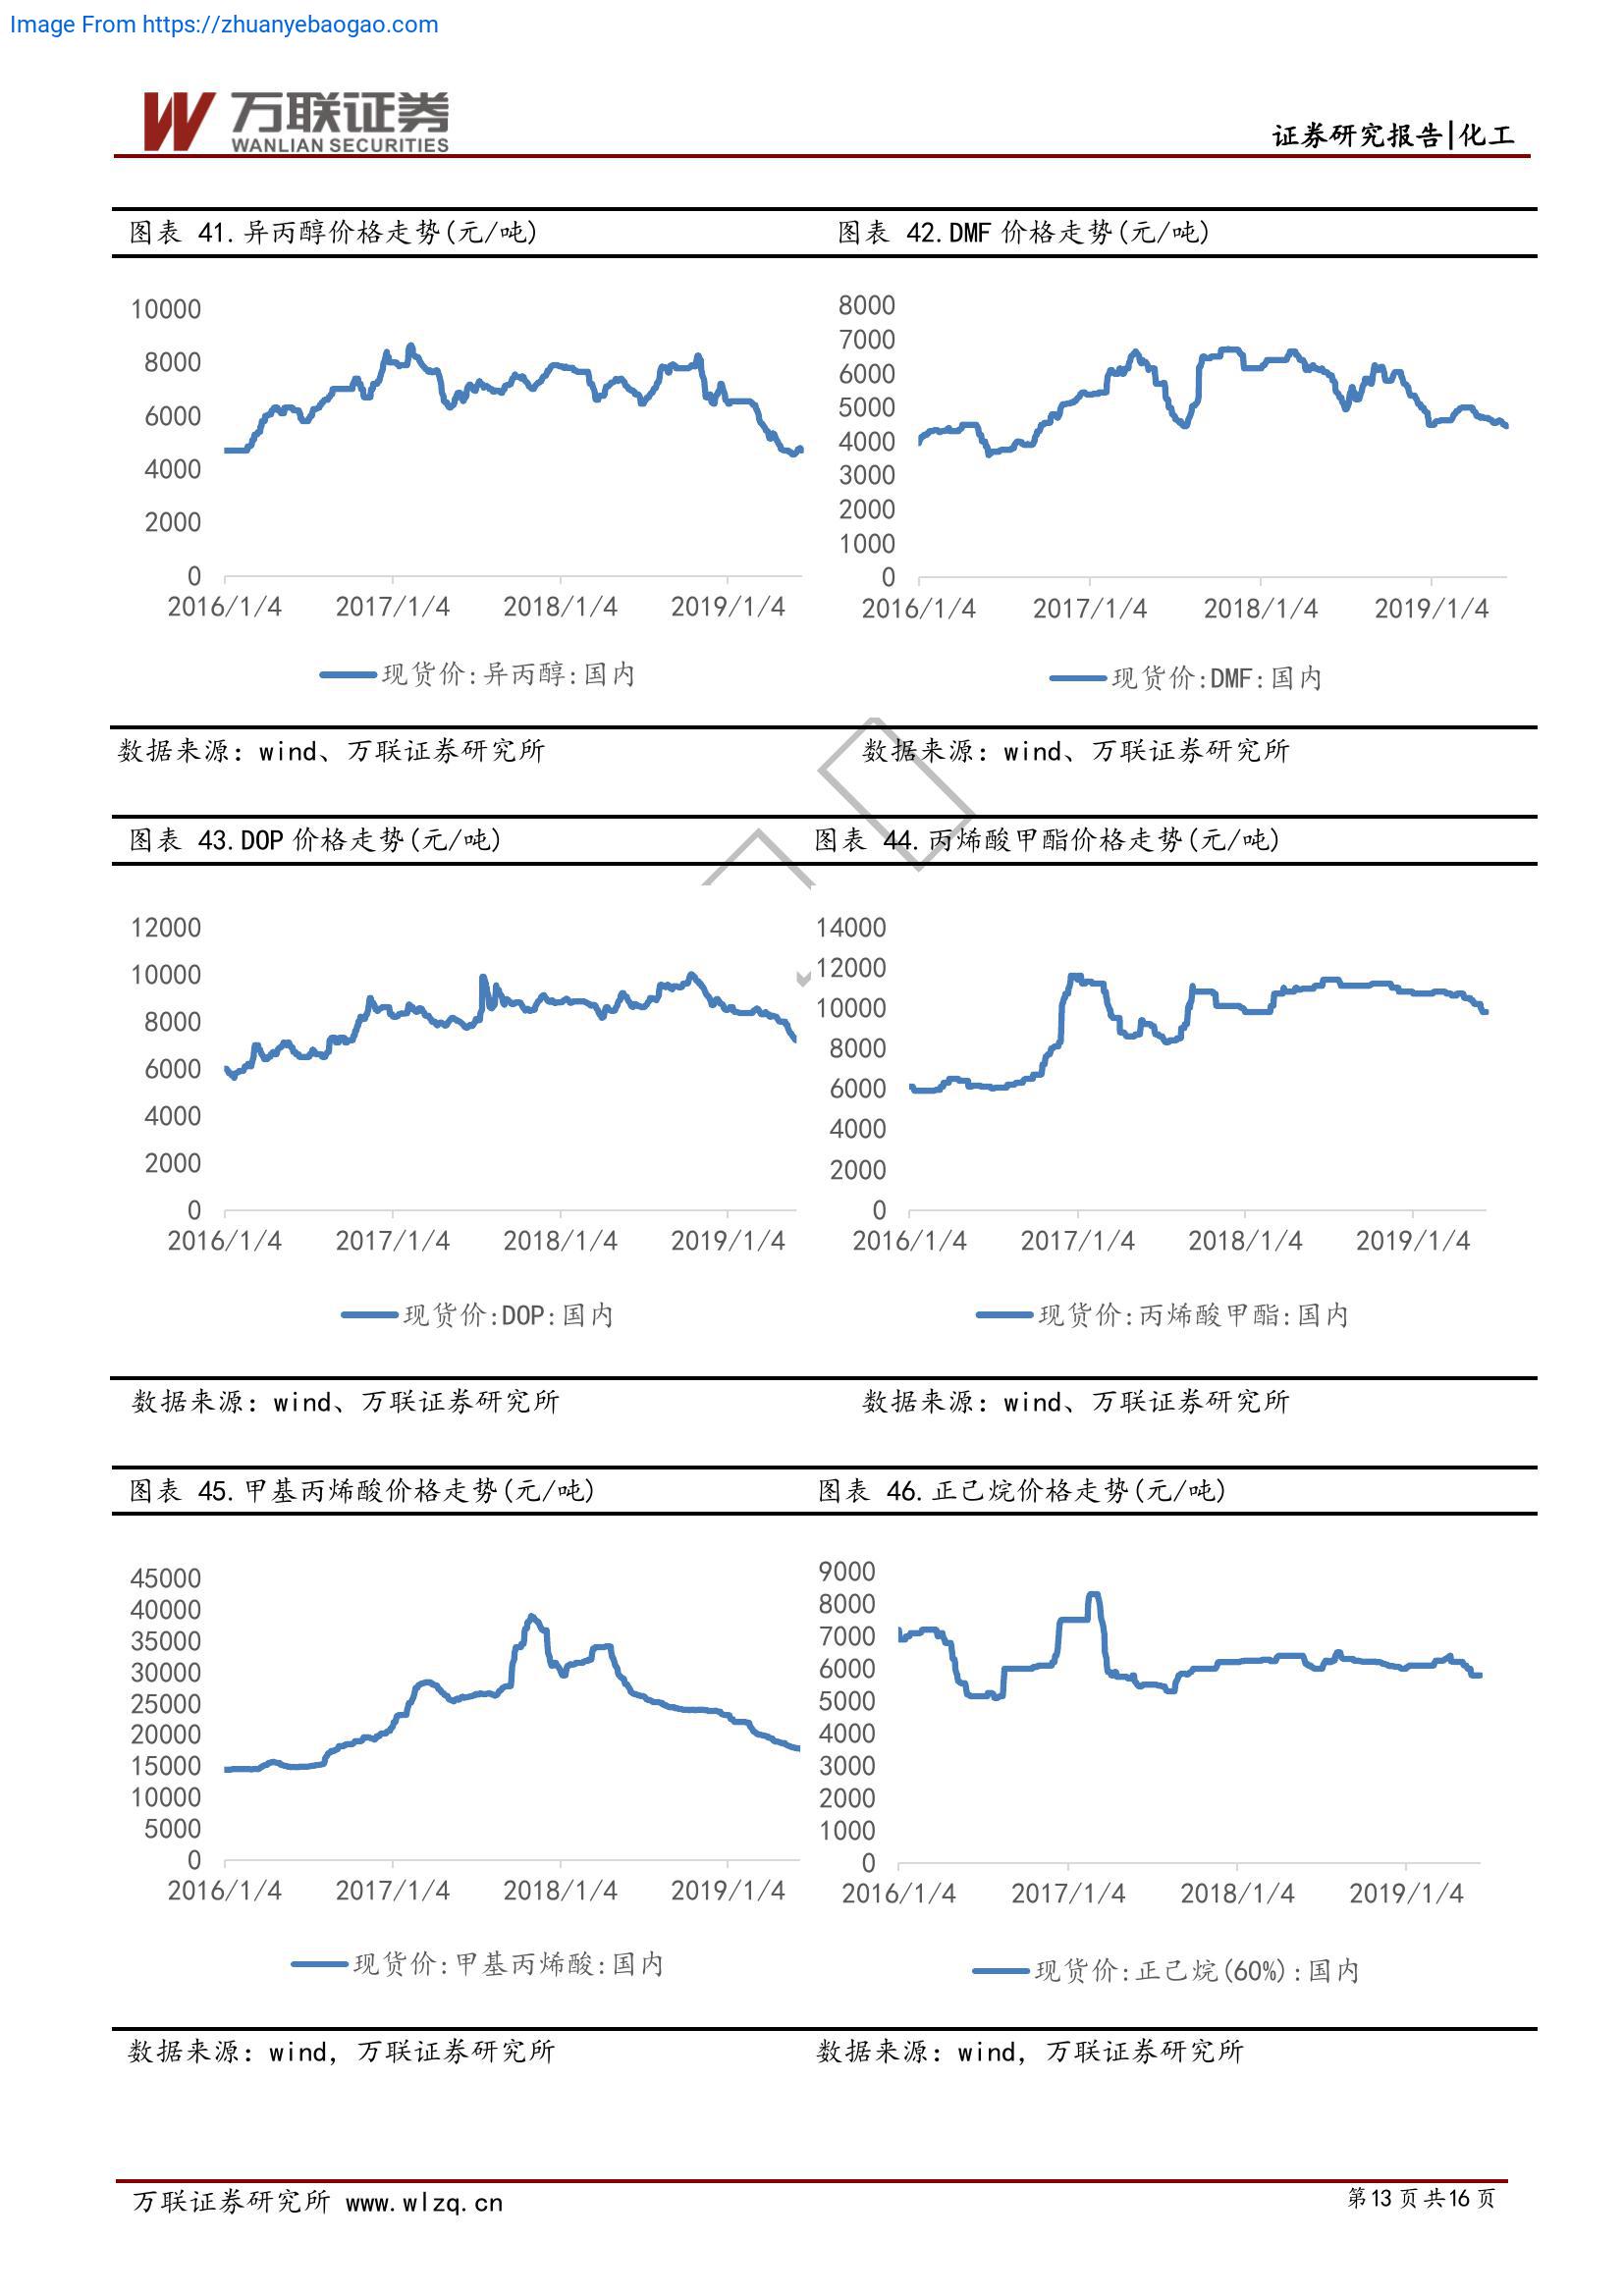 Image From https://zhuanyebaogao.com
万联证券
WANLIAN SECURITIES
证券研究报告|化工
图表 41.异丙醇价格走势(元/吨)
图表 42.DMF 价格走势(元/吨)
10000
8000
6000
4000
2000
0
2016/1/4 2017/1/4 2018/1/4 2019/1/4
现货价:异丙醇:国内
8000
7000
6000
5000
4000
3000
2000
1000
0
2016/1/4 2017/1/4 2018/1/4 2019/1/4
现货价:DMF:国内
数据来源：wind、万联证券研究所
数据来源：wind、万联证券研究所
图表 43.DOP 价格走势(元/吨)
图表 44.丙烯酸甲酯价格走势(元/吨)
12000
10000
8000
6000
4000
2000
0
2016/1/4 2017/1/4 2018/1/4 2019/1/4
现货价:DOP:国内
14000
12000
10000
8000
6000
4000
2000
0
2016/1/4 2017/1/4 2018/1/4 2019/1/4
现货价:丙烯酸甲酯:国内
数据来源：wind、万联证券研究所
数据来源：wind、万联证券研究所
图表 45.甲基丙烯酸价格走势(元/吨)
图表 46.正己烷价格走势(元/吨)
45000
40000
35000
30000
25000
20000
15000
10000
5000
0
2016/1/4 2017/1/4 2018/1/4 2019/1/4
现货价:甲基丙烯酸:国内
9000
8000
7000
6000
5000
4000
3000
2000
1000
0
2016/1/4 2017/1/4 2018/1/4 2019/1/4
现货价:正己烷(60%):国内
数据来源：wind，万联证券研究所
数据来源：wind，万联证券研究所
万联证券研究所 www.wlzq.cn
第13页共16页